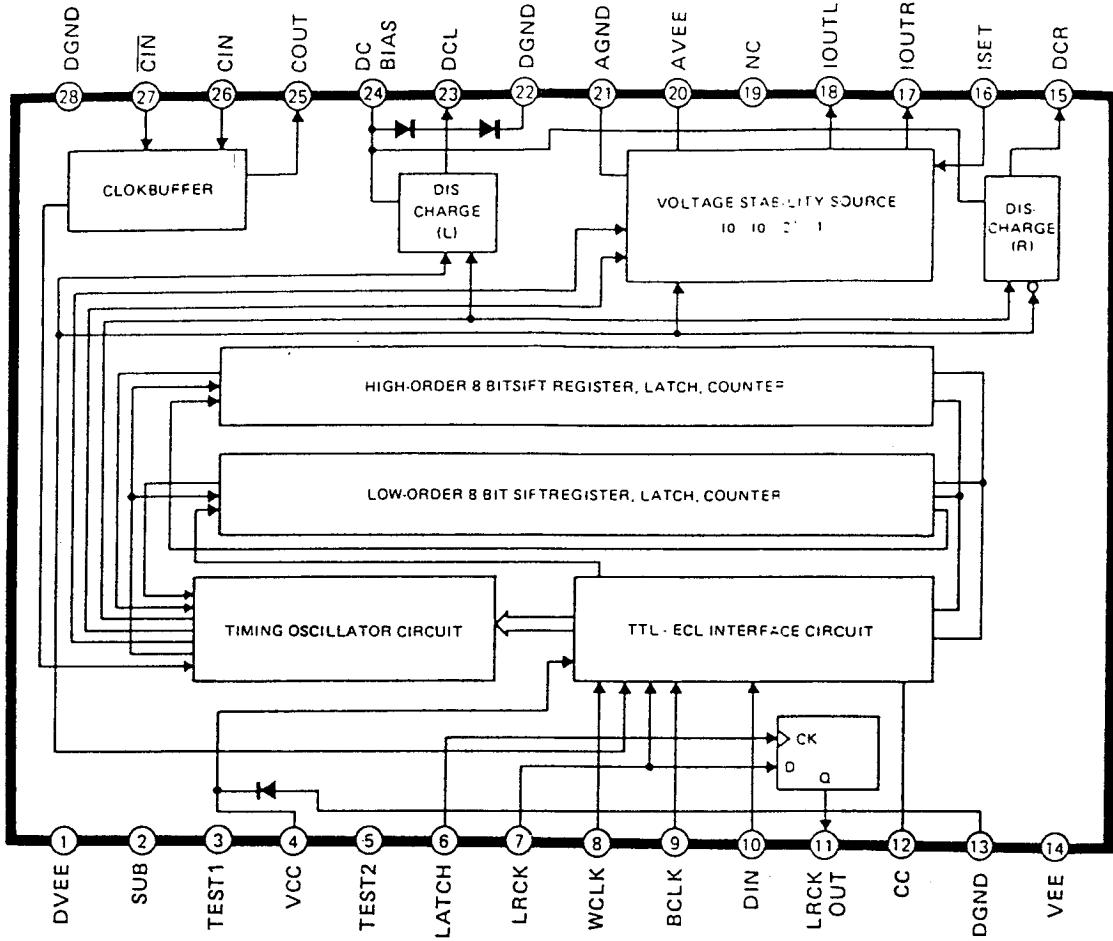 DGND
CIN
CIN
COUT
DC
BIAS
DCL
DGND
AGND
AVEE
NC
IOUTL
IOUTR
ISET
DCR
28
27
26
25
24
23
22
21
20
19
18
17
16
15
CLOKBUFFER
DIS
CHARGE
(L)
VOLTAGE STABILITY SOURCE
DIS-
CHARGE
(R)
HIGH-ORDER 8 BITSIFT REGISTER, LATCH, COUNTER
LOW-ORDER 8 BIT SIFTREGISTER, LATCH, COUNTER
TIMING OSCILLATOR CIRCUIT
TTL - ECL INTERFACE CIRCUIT
CK
D
Q
1
2
3
4
5
6
7
8
9
10
11
12
13
14
DVEE
SUB
TEST1
VCC
TEST2
LATCH
LRCK
WCLK
BCLK
DIN
LRCK
OUT
CC
DGND
VEE